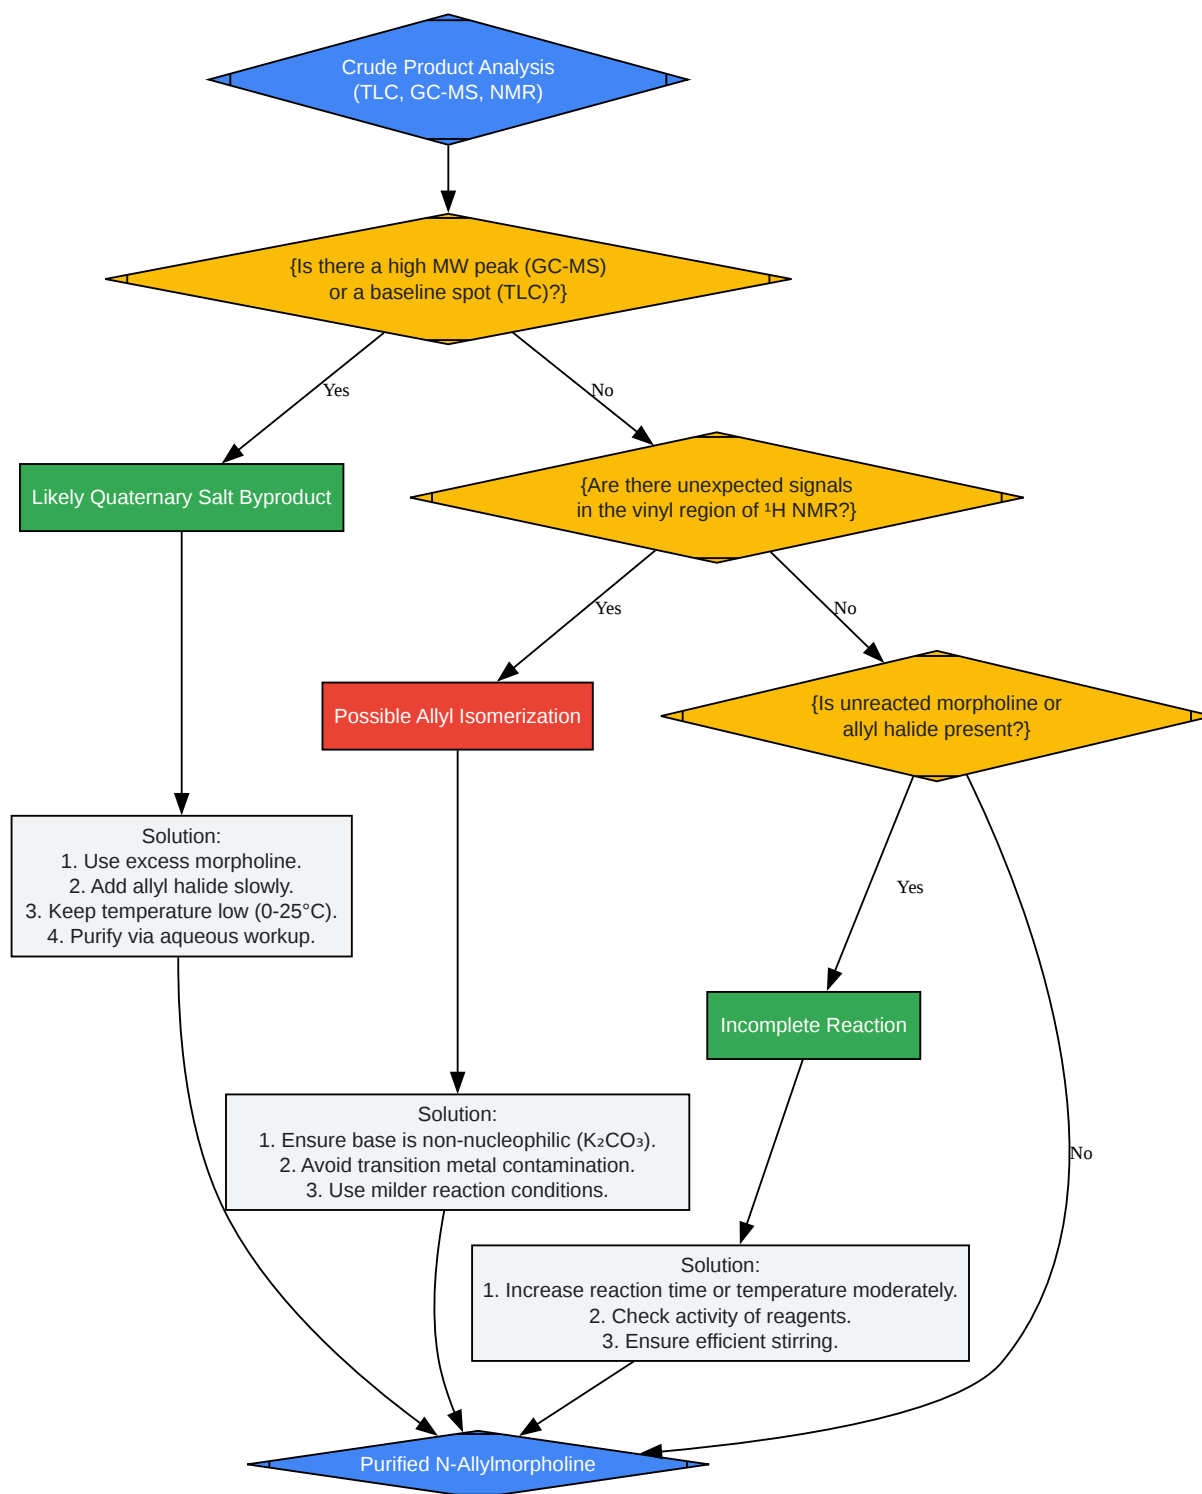 Crude Product Analysis
(TLC, GC-MS, NMR)
{Is there a high MW peak (GC-MS)
or a baseline spot (TLC)?}
Yes
No
Likely Quaternary Salt Byproduct
{Are there unexpected signals
in the vinyl region of ¹H NMR?}
Yes
No
Possible Allyl Isomerization
{Is unreacted morpholine or
allyl halide present?}
Solution:
1. Use excess morpholine.
2. Add allyl halide slowly.
3. Keep temperature low (0-25°C).
4. Purify via aqueous workup.
Yes
Incomplete Reaction
Solution:
1. Ensure base is non-nucleophilic (K₂CO₃).
2. Avoid transition metal contamination.
3. Use milder reaction conditions.
No
Solution:
1. Increase reaction time or temperature moderately.
2. Check activity of reagents.
3. Ensure efficient stirring.
Purified N-Allylmorpholine